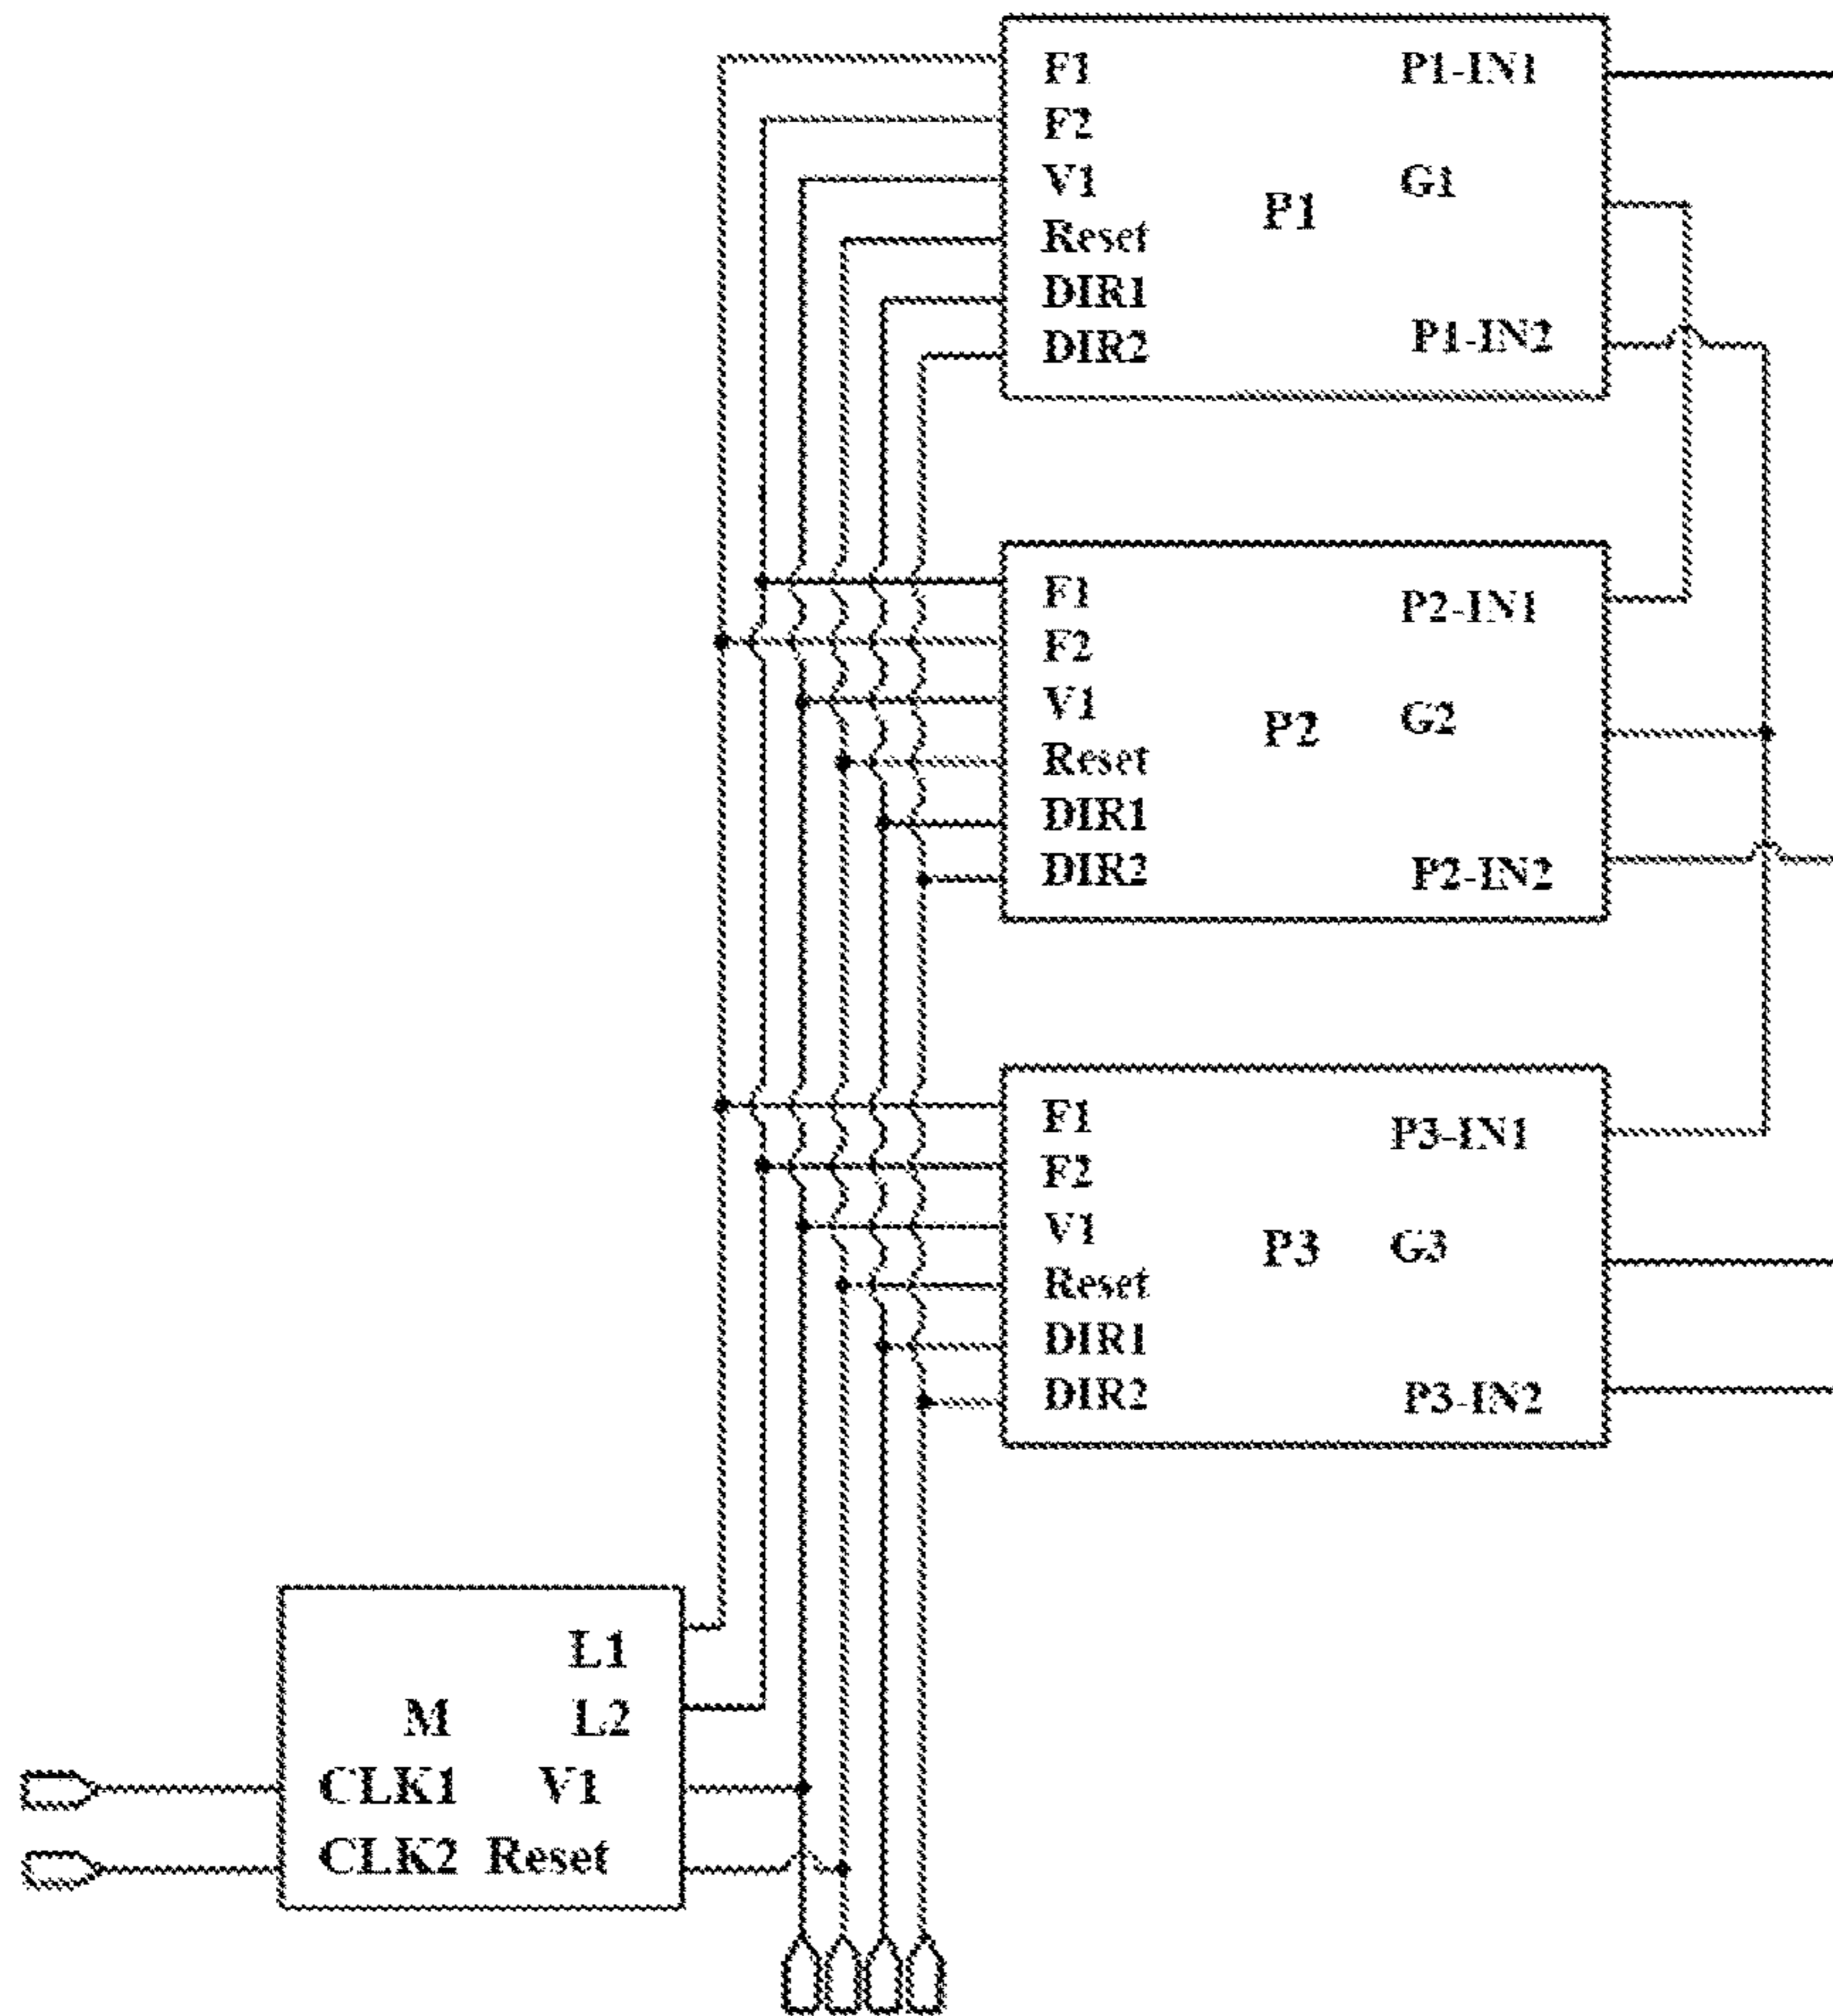 F1 P1-IN1
F2
V1 G1
P1
Reset
DIR1
DIR2 P1-IN2
F1 P2-IN1
F2
V1 G2
P2
Reset
DIR1
DIR2 P2-IN2
F1 P3-IN1
F2
V1
P3 G3
Reset
DIR1
DIR2 P3-IN2
L1
M L2
CLK1 V1
CLK2 Reset